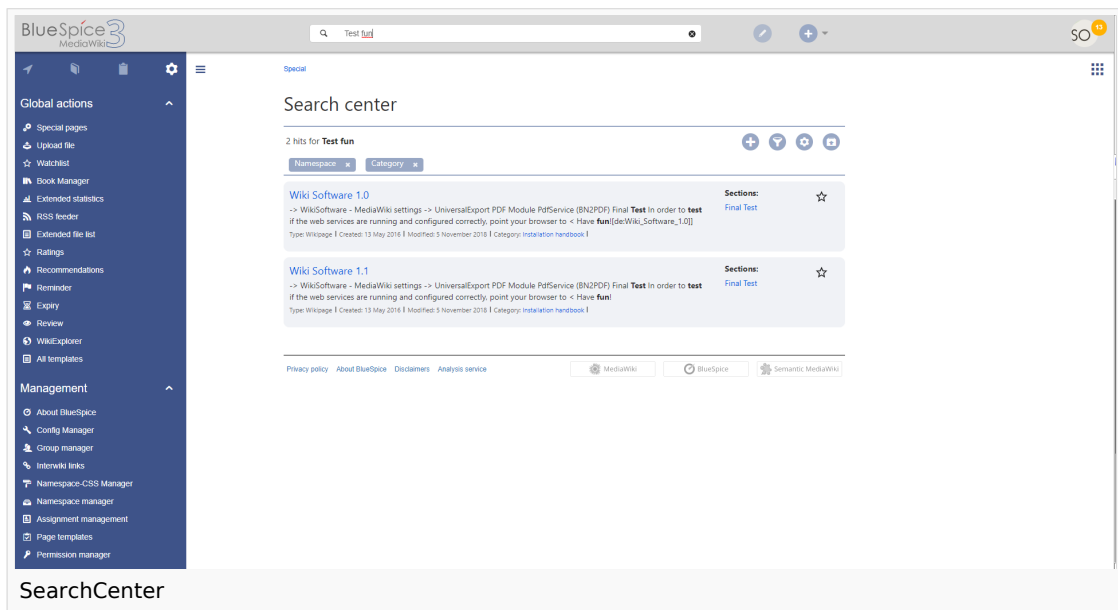 BlueSpice 3
MediaWiki
Test fun
SO
13
Special
Global actions
Special pages
Upload file
Watchlist
Book Manager
Extended statistics
RSS feeder
Extended file list
Ratings
Recommendations
Reminder
Expiry
Review
WikiExplorer
All templates
Management
About BlueSpice
Config Manager
Group manager
Interwiki links
Namespace-CSS Manager
Namespace manager
Assignment management
Page templates
Permission manager
Search center
2 hits for Test fun
Namespace x Category x
Wiki Software 1.0
-> WikiSoftware - MediaWiki settings -> UniversalExport PDF Module PdfService (BN2PDF) Final Test In order to test
if the web services are running and configured correctly, point your browser to < Have fun![de:Wiki_Software_1.0]]
Type: Wikipage | Created: 13 May 2016 | Modified: 5 November 2018 | Category: Installation handbook |
Sections:
Final Test
Wiki Software 1.1
-> WikiSoftware - MediaWiki settings -> UniversalExport PDF Module PdfService (BN2PDF) Final Test In order to test
if the web services are running and configured correctly, point your browser to < Have fun!
Type: Wikipage | Created: 13 May 2016 | Modified: 5 November 2018 | Category: Installation handbook |
Sections:
Final Test
Privacy policy About BlueSpice Disclaimers Analysis service
MediaWiki BlueSpice Semantic MediaWiki
SearchCenter